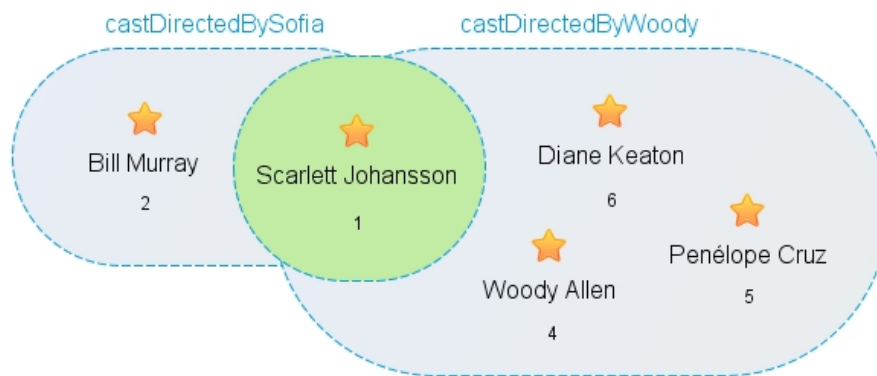 castDirectedBySofia
castDirectedByWoody
Bill Murray
2
Scarlett Johansson
1
Diane Keaton
6
Woody Allen
4
Penélope Cruz
5